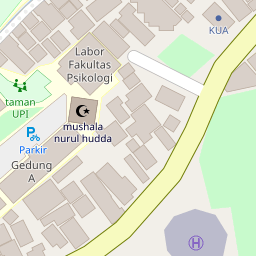 KUA
Labor
Fakultas
Psikologi
taman
UPI
mushala
nurul hudda
Parkir
Gedung
A
H